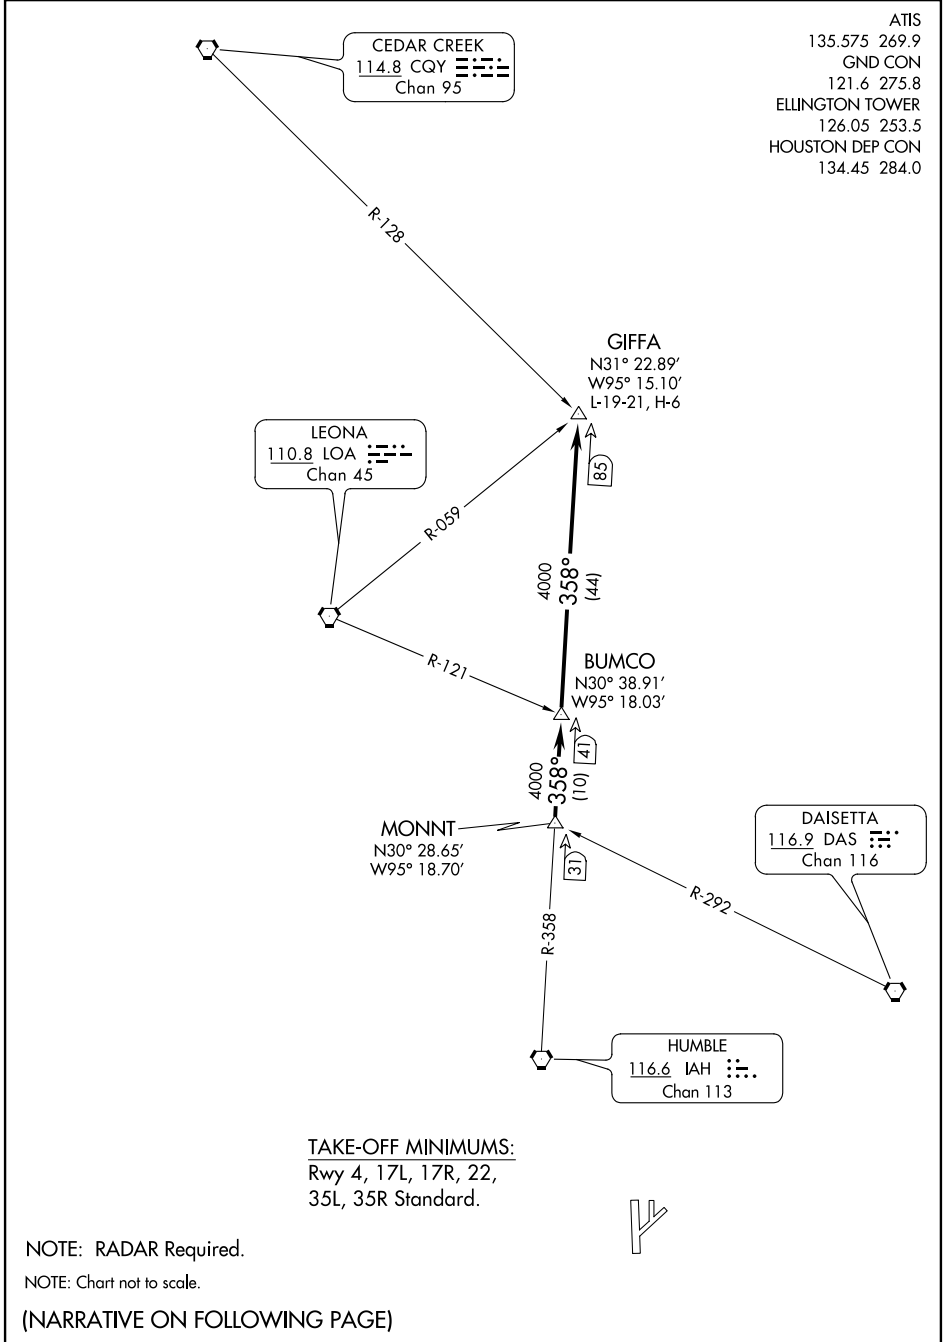 ATIS
135.575 269.9
GND CON
121.6 275.8
ELLINGTON TOWER
126.05 253.5
HOUSTON DEP CON
134.45 284.0
CEDAR CREEK
114.8 CQY
Chan 95
R-128
GIFFA
N31° 22.89′
W95° 15.10′
L-19-21, H-6
85
LEONA
110.8 LOA
Chan 45
R-059
4000
358°
(44)
R-121
BUMCO
N30° 38.91′
W95° 18.03′
41
4000
358°
(10)
MONNT
N30° 28.65′
W95° 18.70′
31
DAISETTA
116.9 DAS
Chan 116
R-292
R-358
HUMBLE
116.6 IAH
Chan 113
TAKE-OFF MINIMUMS:
Rwy 4, 17L, 17R, 22,
35L, 35R Standard.
NOTE: RADAR Required.
NOTE: Chart not to scale.
(NARRATIVE ON FOLLOWING PAGE)